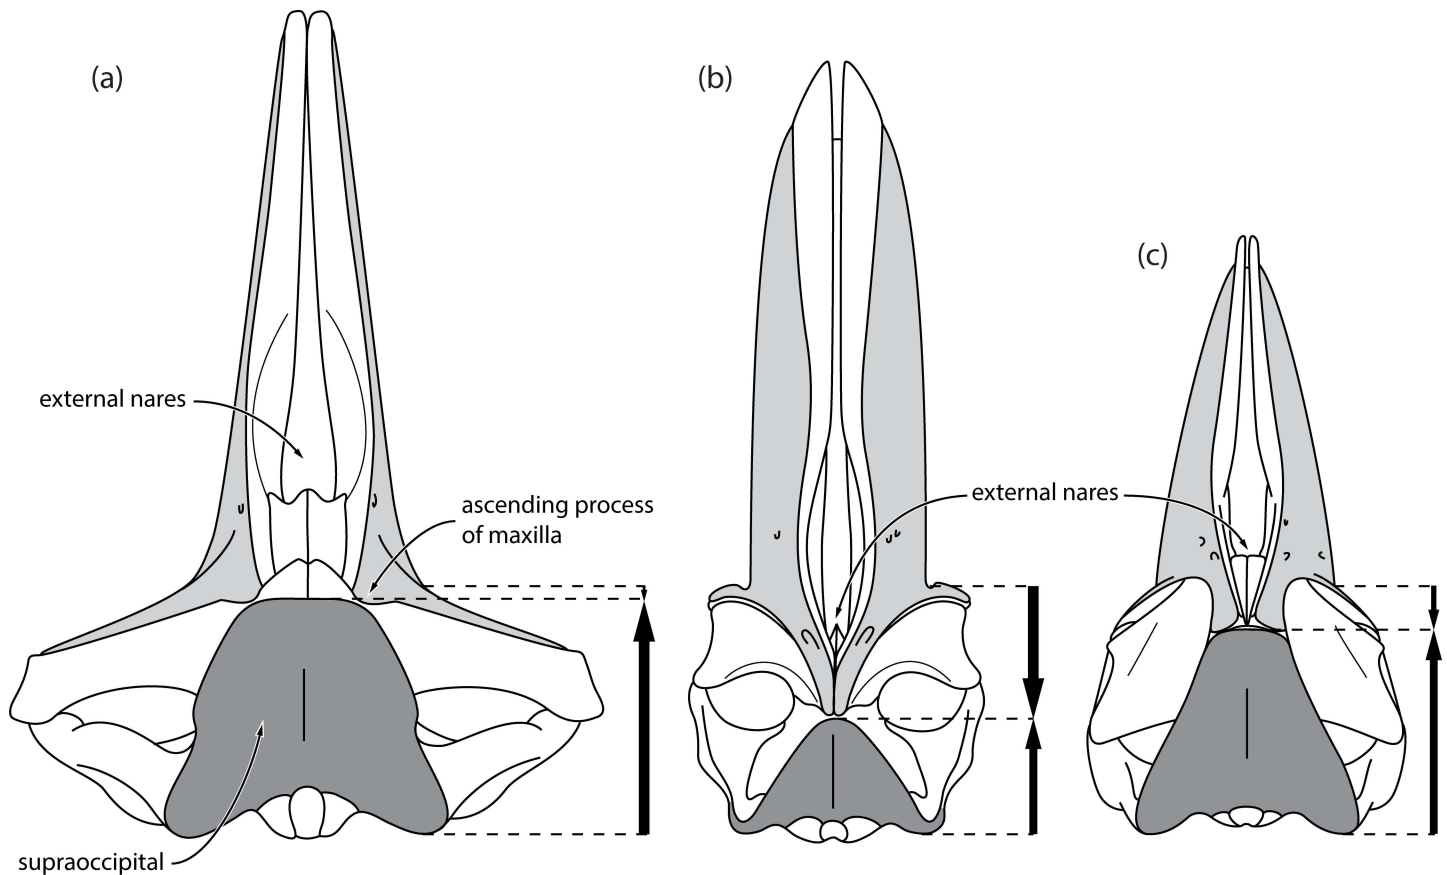 (a)
(b)
(c)
external nares
ascending process
of maxilla
external nares
supraoccipital